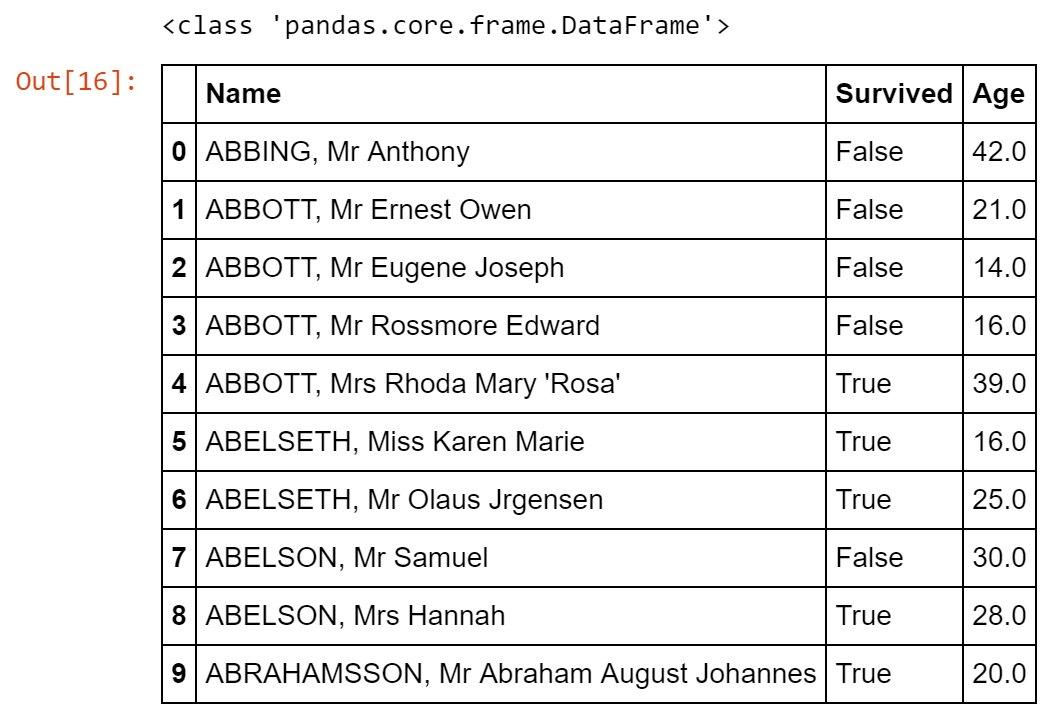 <class 'pandas.core.frame.DataFrame'>
Out[16]:
Name Survived Age
0 ABBING, Mr Anthony False 42.0
1 ABBOTT, Mr Ernest Owen False 21.0
2 ABBOTT, Mr Eugene Joseph False 14.0
3 ABBOTT, Mr Rossmore Edward False 16.0
4 ABBOTT, Mrs Rhoda Mary 'Rosa' True 39.0
5 ABELSETH, Miss Karen Marie True 16.0
6 ABELSETH, Mr Olaus Jrgensen True 25.0
7 ABELSON, Mr Samuel False 30.0
8 ABELSON, Mrs Hannah True 28.0
9 ABRAHAMSSON, Mr Abraham August Johannes True 20.0